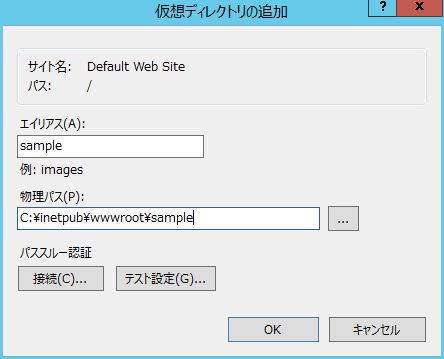 仮想ディレクトリの追加
? x
サイト名: Default Web Site
パス: /
エイリアス(A):
sample
例: images
物理パス(P):
C:¥inetpub¥wwwroot¥sample
...
パススルー認証
接続(C)... テスト設定(G)...
OK キャンセル